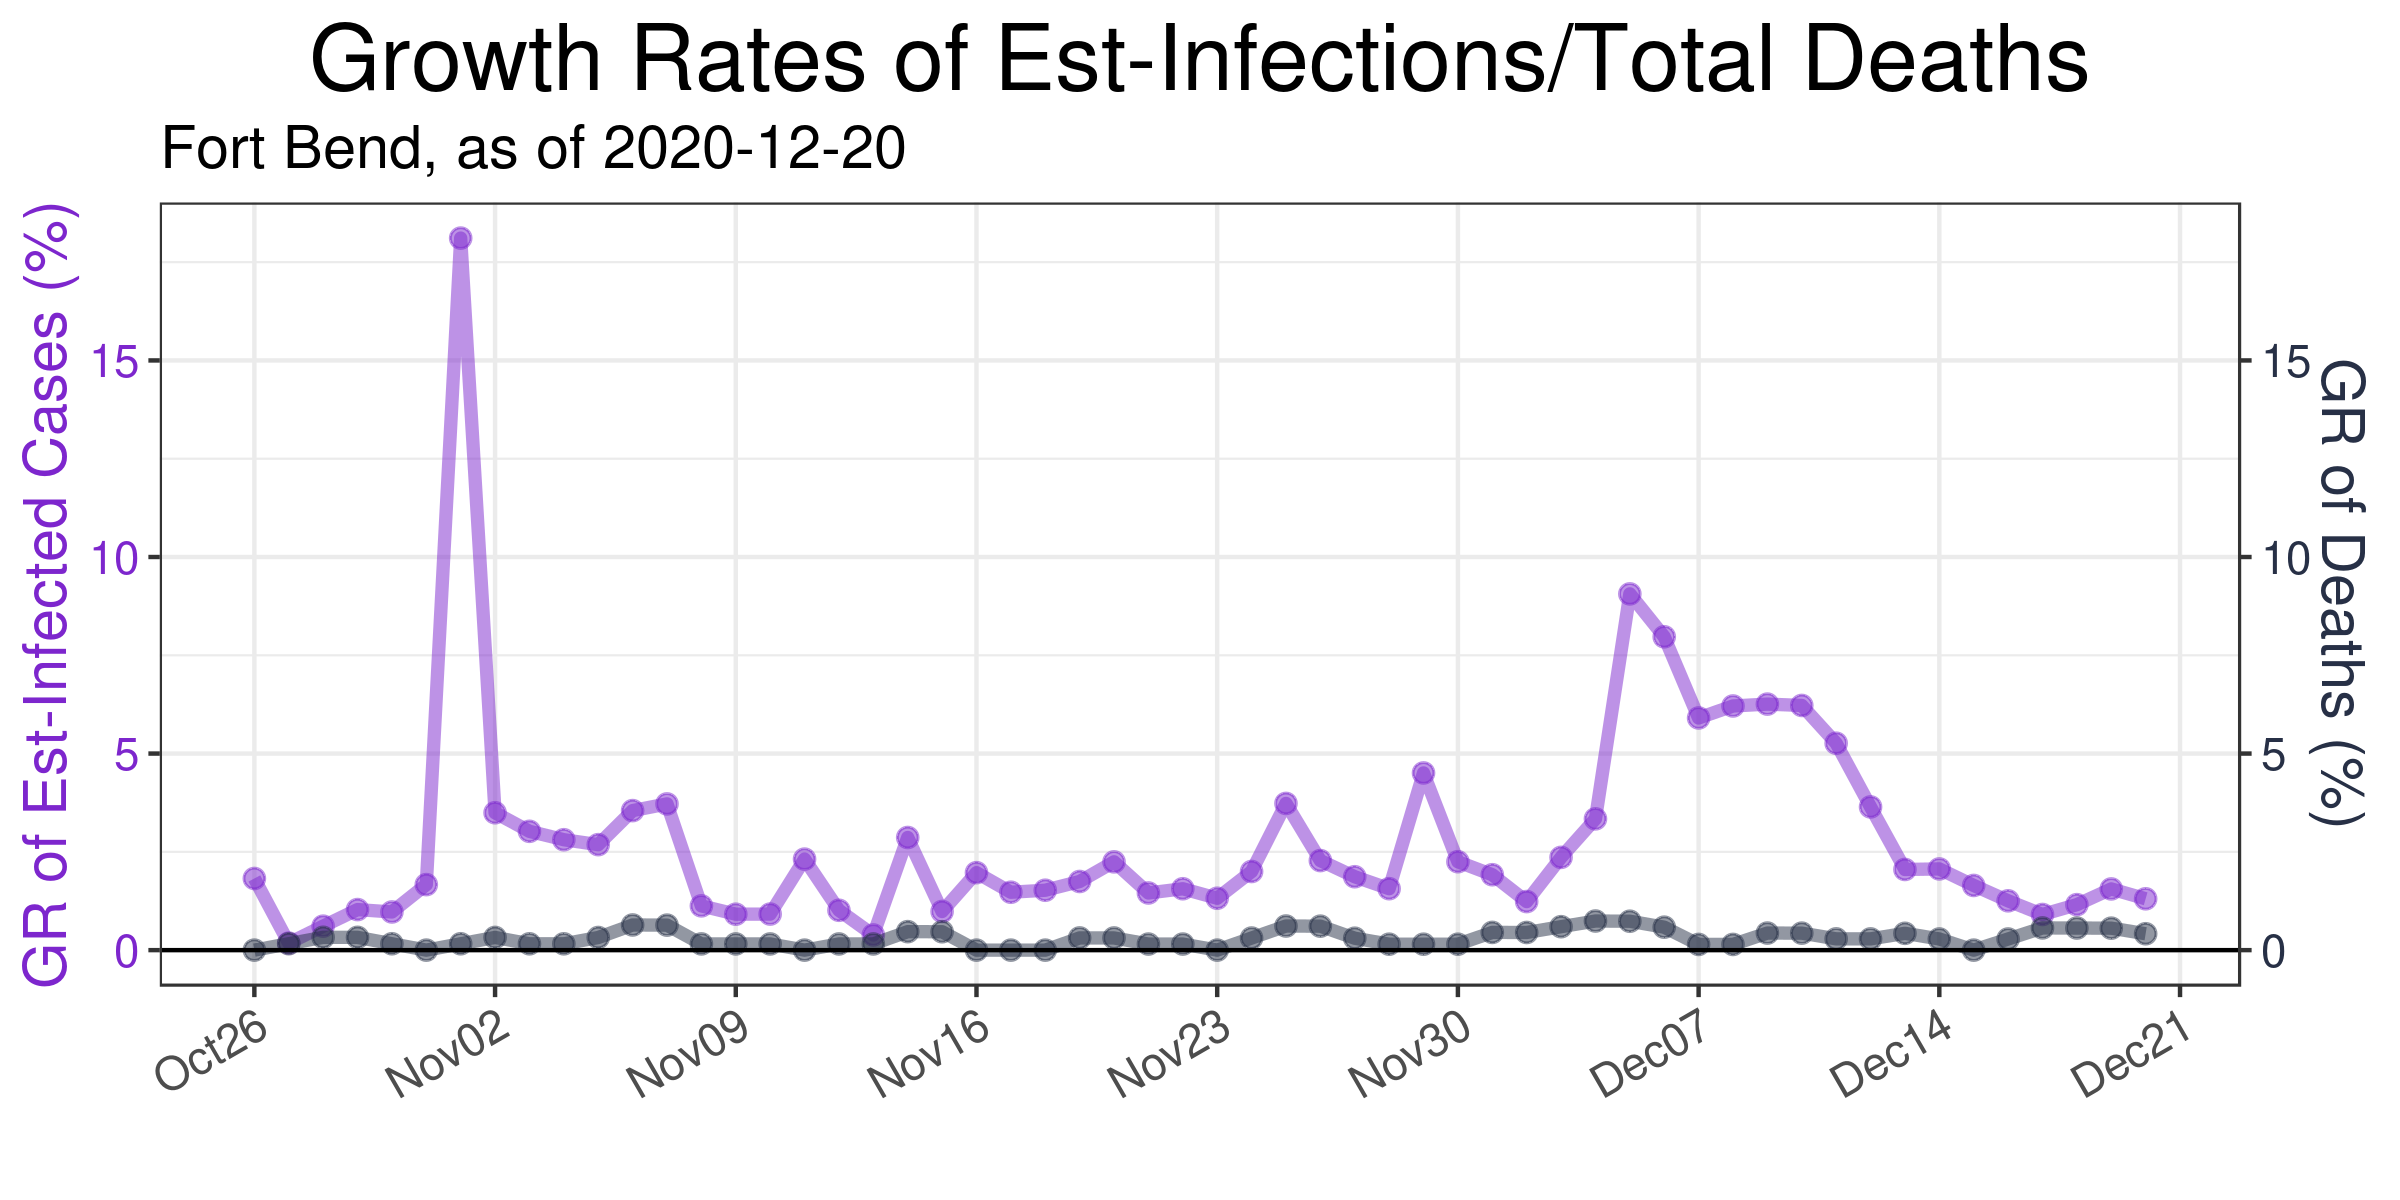 Growth Rates of Est-Infections/Total Deaths
Fort Bend, as of 2020-12-20
GR of Est-Infected Cases (%)
15
10
5
0
15
10
5
0
GR of Deaths (%)
Oct26
Nov02
Nov09
Nov16
Nov23
Nov30
Dec07
Dec14
Dec21